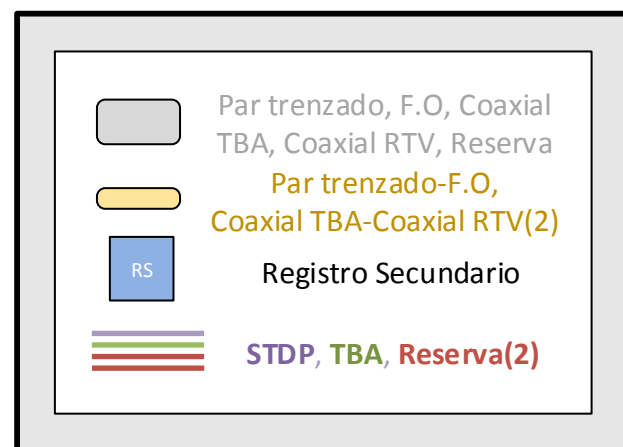 Par trenzado, F.O, Coaxial
TBA, Coaxial RTV, Reserva
Par trenzado-F.O,
Coaxial TBA-Coaxial RTV(2)
RS
Registro Secundario
STDP, TBA, Reserva(2)